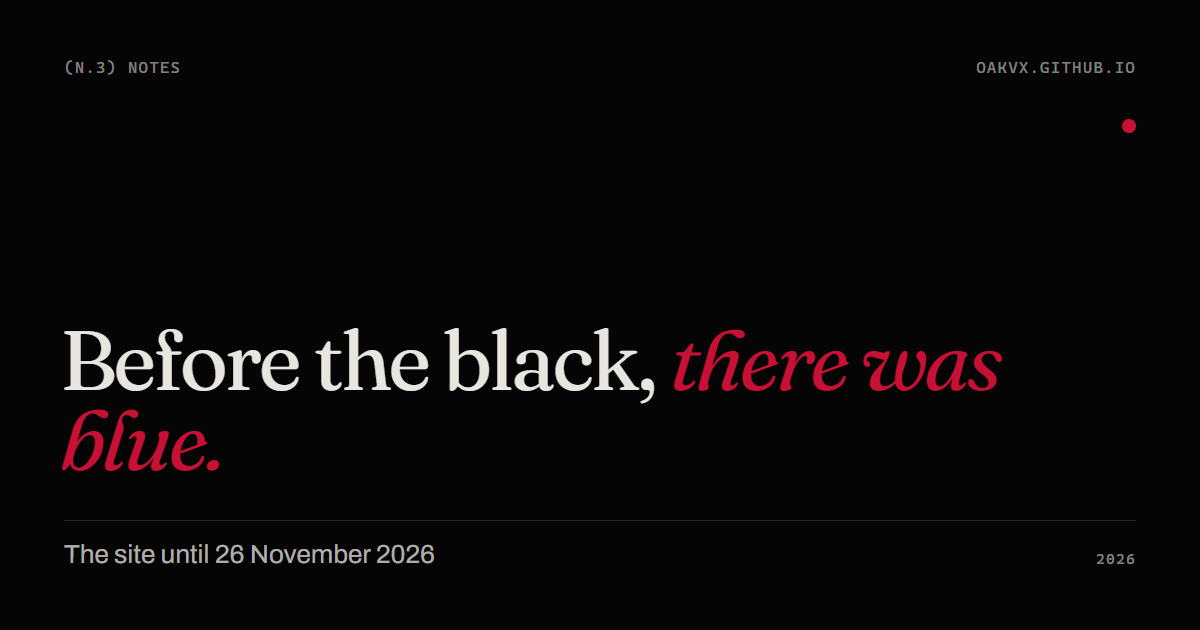 (N.3) NOTES
OAKVX.GITHUB.IO
Before the black, there was
blue.
The site until 26 November 2026
2026